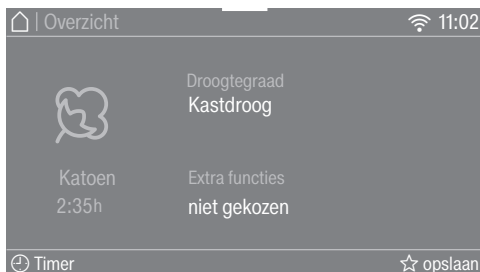 | Overzicht 11:02
Droogtegraad
Kastdroog
Katoen
2:35h
Extra functies
niet gekozen
Timer opslaan